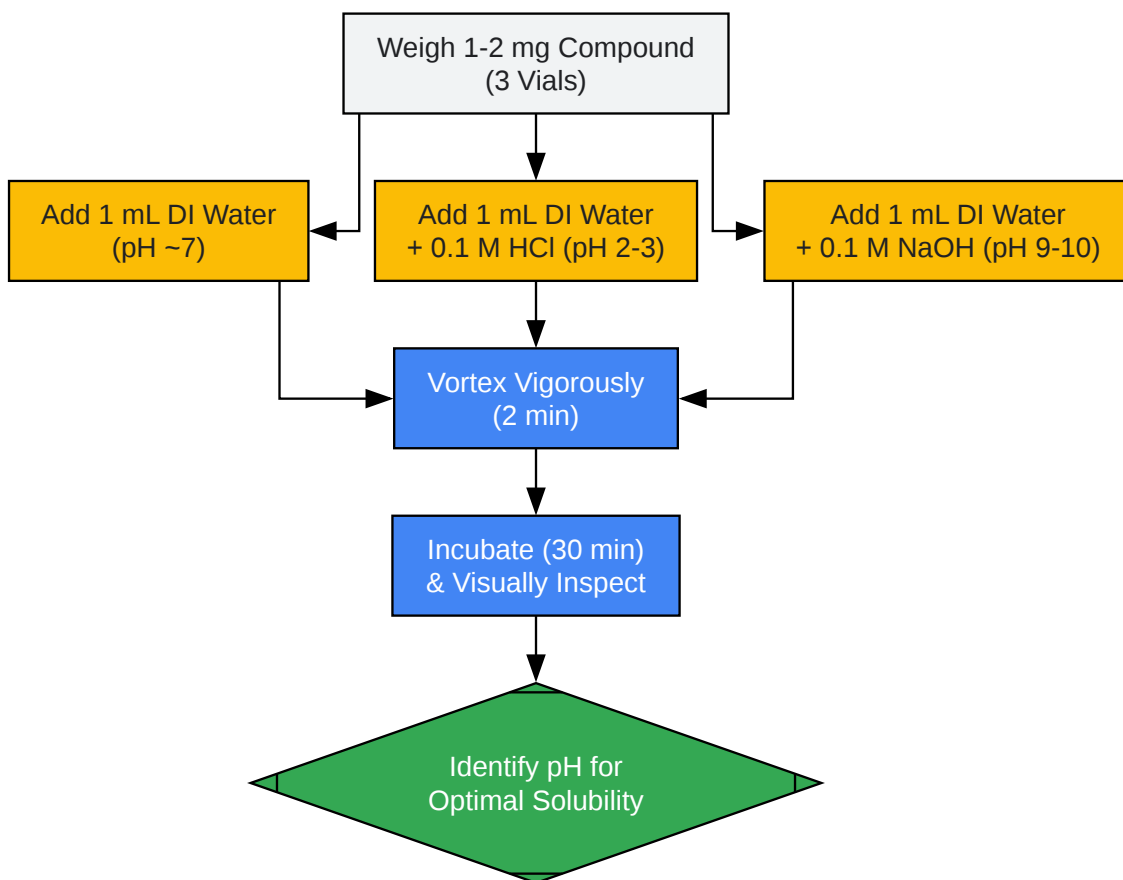 Weigh 1-2 mg Compound
(3 Vials)
Add 1 mL DI Water
(pH ~7)
Add 1 mL DI Water
+ 0.1 M HCl (pH 2-3)
Add 1 mL DI Water
+ 0.1 M NaOH (pH 9-10)
Vortex Vigorously
(2 min)
Incubate (30 min)
& Visually Inspect
Identify pH for
Optimal Solubility